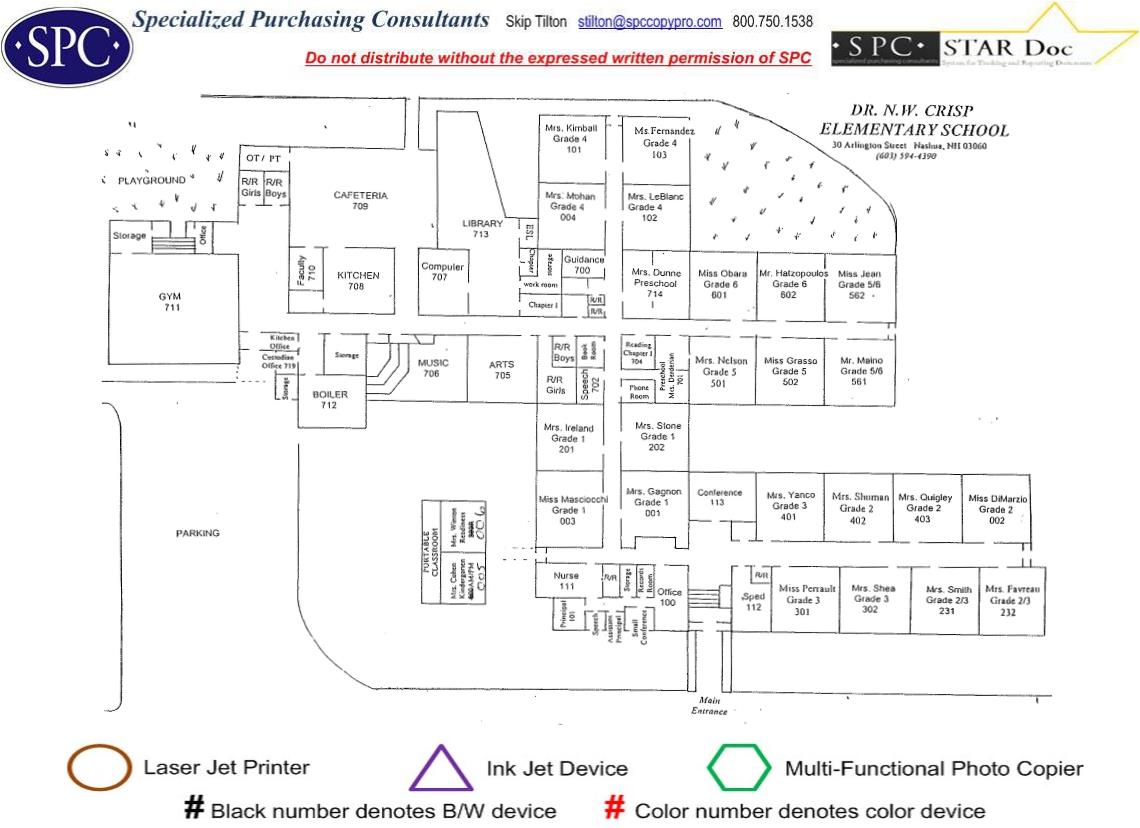 SPC
Specialized Purchasing Consultants Skip Tilton stilton@spccopypro.com 800.750.1538
Do not distribute without the expressed written permission of SPC
• S P C • STAR Doc
specialized purchasing consultants System for Tracking and Reporting Documents
DR. N.W. CRISP
ELEMENTARY SCHOOL
30 Arlington Street Nashua, NH 03060
(603) 594-4390
Mrs. Kimball
Grade 4
101
Ms. Fernandez
Grade 4
103
OT / PT
PLAYGROUND
R/R
Girls
R/R
Boys
CAFETERIA
709
Mrs. Mohan
Grade 4
004
Mrs. LeBlanc
Grade 4
102
LIBRARY
713
ESL
Storage
Office
Faculty
710
KITCHEN
708
Computer
707
Chapter I
storage
Guidance
700
work room
Chapter I
R/R
R/R
Mrs. Dunne
Preschool
714
Miss Obara
Grade 6
601
Mr. Hatzopoulos
Grade 6
602
Miss Jean
Grade 5/6
562
GYM
711
Kitchen
Office
Custodian
Office 719
Storage
Storage
BOILER
712
MUSIC
706
ARTS
705
R/R
Boys
Book
Room
R/R
Girls
Speech
702
Reading
Chapter I
704
Phone
Room
Preschool
Mrs. Derderian
701
Mrs. Nelson
Grade 5
501
Miss Grasso
Grade 5
502
Mr. Maino
Grade 5/6
561
Mrs. Ireland
Grade 1
201
Mrs. Stone
Grade 1
202
Miss Masciocchi
Grade 1
003
Mrs. Gagnon
Grade 1
001
Conference
113
Mrs. Yanco
Grade 3
401
Mrs. Shuman
Grade 2
402
Mrs. Quigley
Grade 2
403
Miss DiMarzio
Grade 2
002
PARKING
PORTABLE
CLASSROOM
Readiness
006
Mrs. Cohen
Kindergarten
AM/PM
005
Nurse
111
R/R
Storage
Records
Room
Office
100
Principal
101
Speech
Assistant
Principal
Small
Conference
R/R
Sped
112
Miss Perrault
Grade 3
301
Mrs. Shea
Grade 3
302
Mrs. Smith
Grade 2/3
231
Mrs. Favreau
Grade 2/3
232
Main
Entrance
Laser Jet Printer
Ink Jet Device
Multi-Functional Photo Copier
# Black number denotes B/W device
# Color number denotes color device